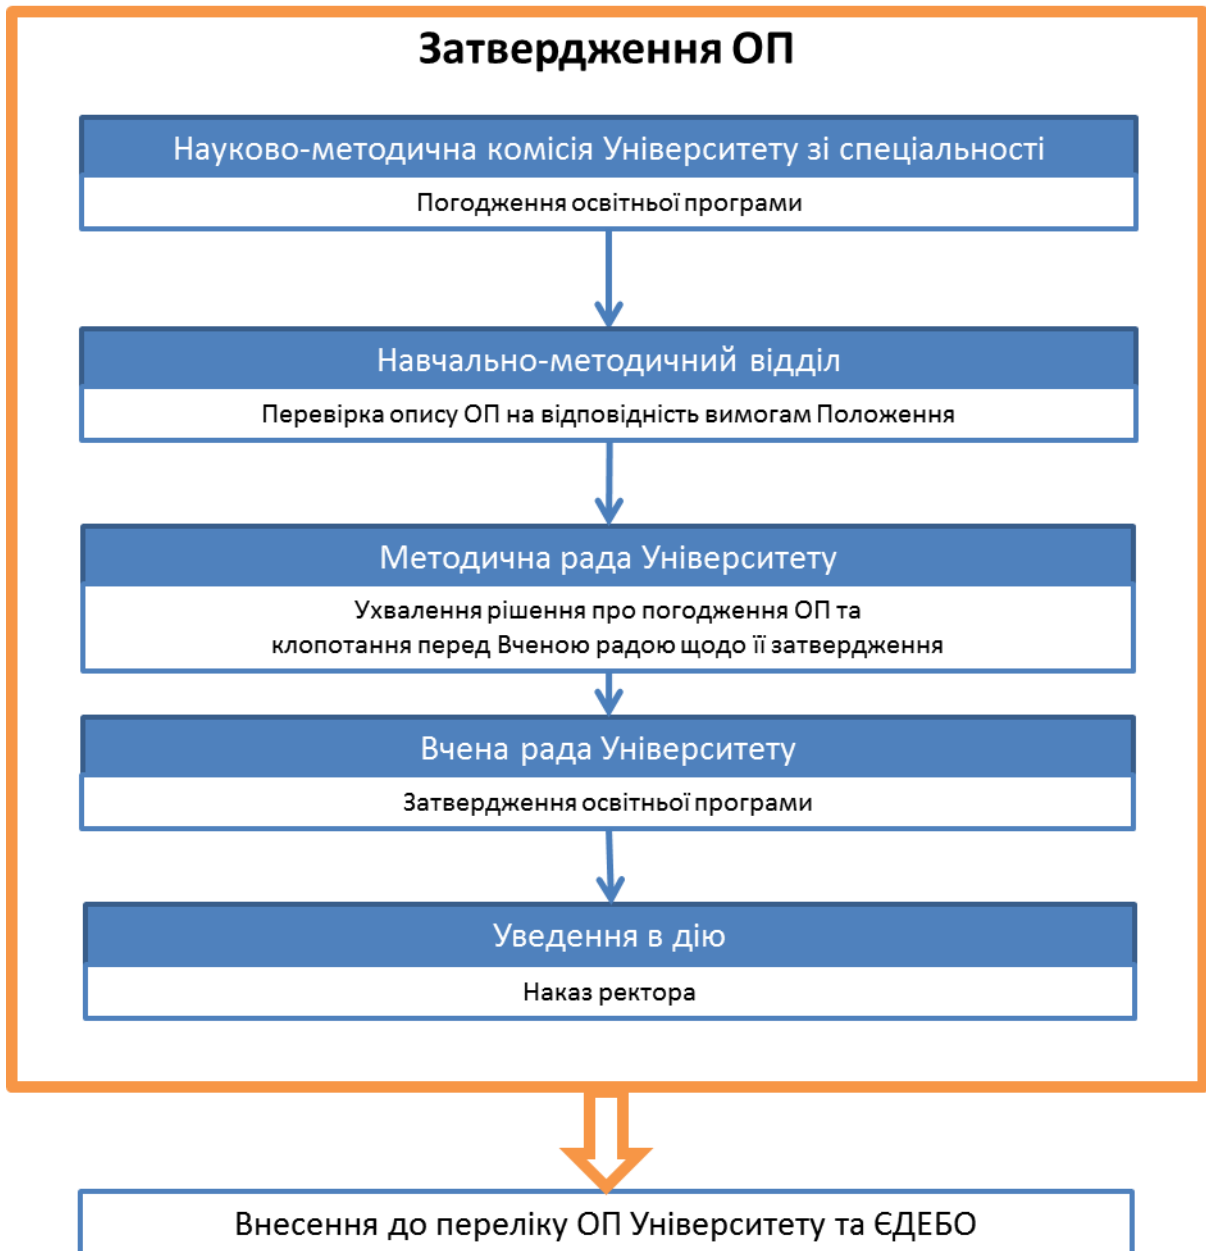 Затвердження ОП
Науково-методична комісія Університету зі спеціальності
Погодження освітньої програми
Навчально-методичний відділ
Перевірка опису ОП на відповідність вимогам Положення
Методична рада Університету
Ухвалення рішення про погодження ОП та
клопотання перед Вченою радою щодо її затвердження
Вчена рада Університету
Затвердження освітньої програми
Уведення в дію
Наказ ректора
Внесення до переліку ОП Університету та ЄДЕБО